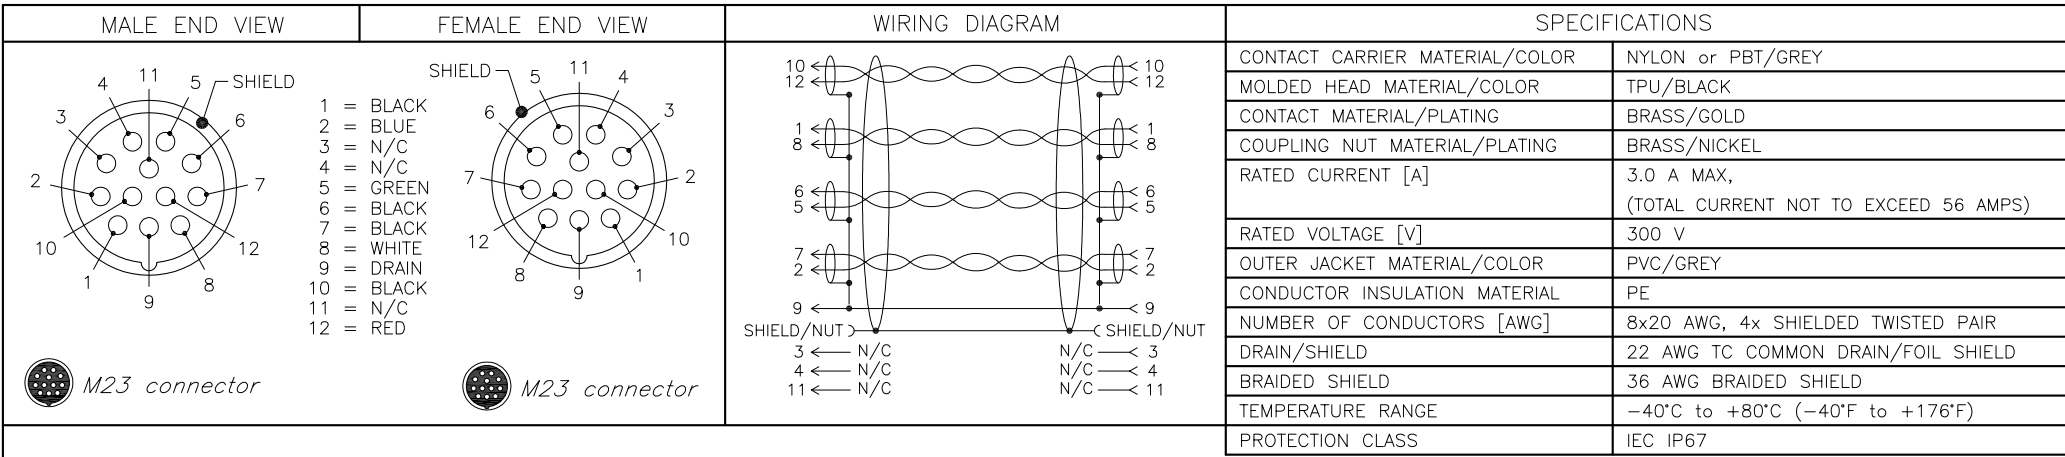 MALE END VIEW
FEMALE END VIEW
WIRING DIAGRAM
SPECIFICATIONS
11
4
5
SHIELD
3
6
2
7
10
12
1
8
9
1 = BLACK
2 = BLUE
3 = N/C
4 = N/C
5 = GREEN
6 = BLACK
7 = BLACK
8 = WHITE
9 = DRAIN
10 = BLACK
11 = N/C
12 = RED
M23 connector
SHIELD
5
11
4
6
3
7
2
12
10
8
1
9
M23 connector
10 10
12 12
1 1
8 8
6 6
5 5
7 7
2 2
9 9
SHIELD/NUT SHIELD/NUT
3 N/C N/C 3
4 N/C N/C 4
11 N/C N/C 11
CONTACT CARRIER MATERIAL/COLOR NYLON or PBT/GREY
MOLDED HEAD MATERIAL/COLOR TPU/BLACK
CONTACT MATERIAL/PLATING BRASS/GOLD
COUPLING NUT MATERIAL/PLATING BRASS/NICKEL
RATED CURRENT [A] 3.0 A MAX,
(TOTAL CURRENT NOT TO EXCEED 56 AMPS)
RATED VOLTAGE [V] 300 V
OUTER JACKET MATERIAL/COLOR PVC/GREY
CONDUCTOR INSULATION MATERIAL PE
NUMBER OF CONDUCTORS [AWG] 8x20 AWG, 4x SHIELDED TWISTED PAIR
DRAIN/SHIELD 22 AWG TC COMMON DRAIN/FOIL SHIELD
BRAIDED SHIELD 36 AWG BRAIDED SHIELD
TEMPERATURE RANGE -40°C to +80°C (-40°F to +176°F)
PROTECTION CLASS IEC IP67